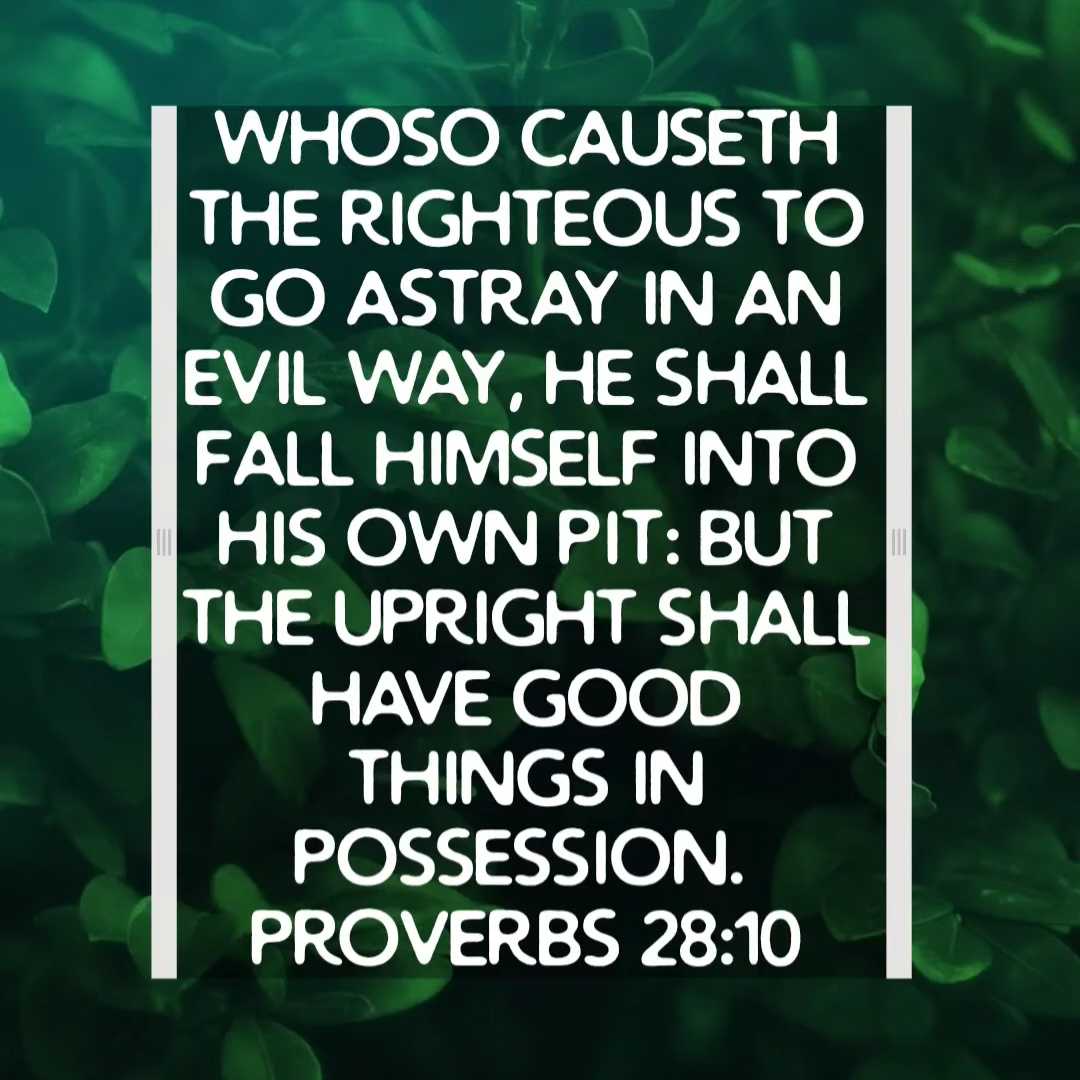 WHOSO CAUSETH
THE RIGHTEOUS TO
GO ASTRAY IN AN
EVIL WAY, HE SHALL
FALL HIMSELF INTO
HIS OWN PIT: BUT
THE UPRIGHT SHALL
HAVE GOOD
THINGS IN
POSSESSION.
PROVERBS 28:10